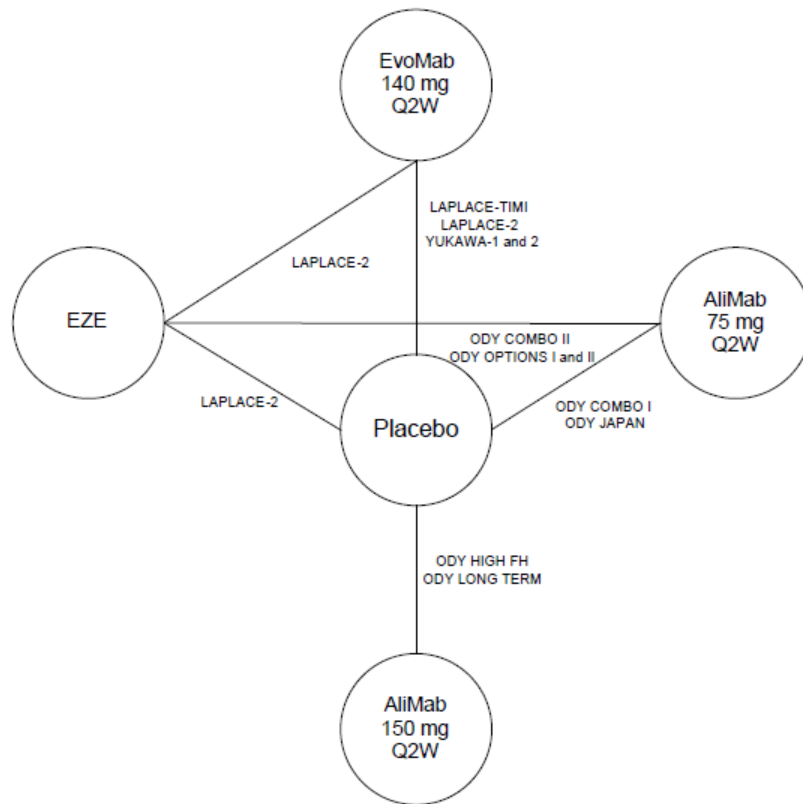 EvoMab
140 mg
Q2W
LAPLACE-TIMI
LAPLACE-2
YUKAWA-1 and 2
LAPLACE-2
EZE
AliMab
75 mg
Q2W
ODY COMBO II
ODY OPTIONS I and II
LAPLACE-2
Placebo
ODY COMBO I
ODY JAPAN
ODY HIGH FH
ODY LONG TERM
AliMab
150 mg
Q2W